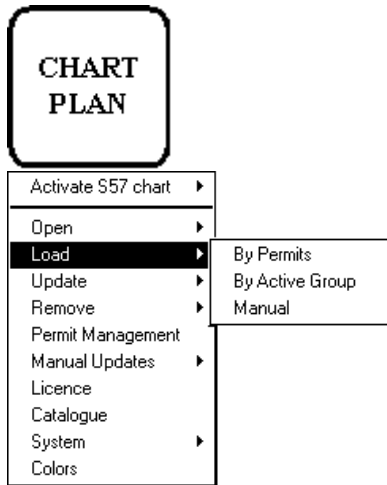 CHART
PLAN
Activate S57 chart
Open
Load
By Permits
Update
By Active Group
Remove
Manual
Permit Management
Manual Updates
Licence
Catalogue
System
Colors